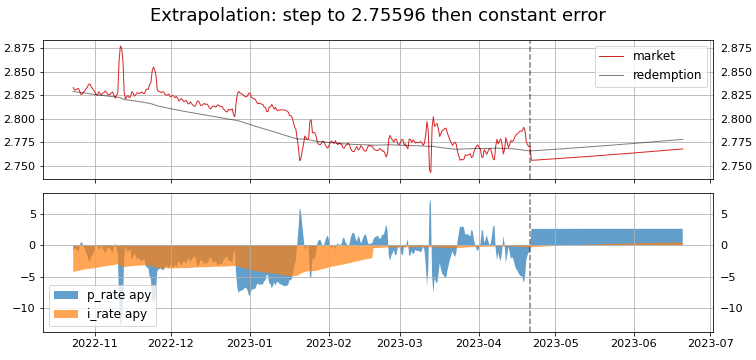 Extrapolation: step to 2.75596 then constant error
2.875 2.875
2.850 2.850
2.825 2.825
2.800 2.800
2.775 2.775
2.750 2.750
market
redemption
5 5
0 0
−5 −5
−10 −10
p_rate apy
i_rate apy
2022-11 2022-12 2023-01 2023-02 2023-03 2023-04 2023-05 2023-06 2023-07